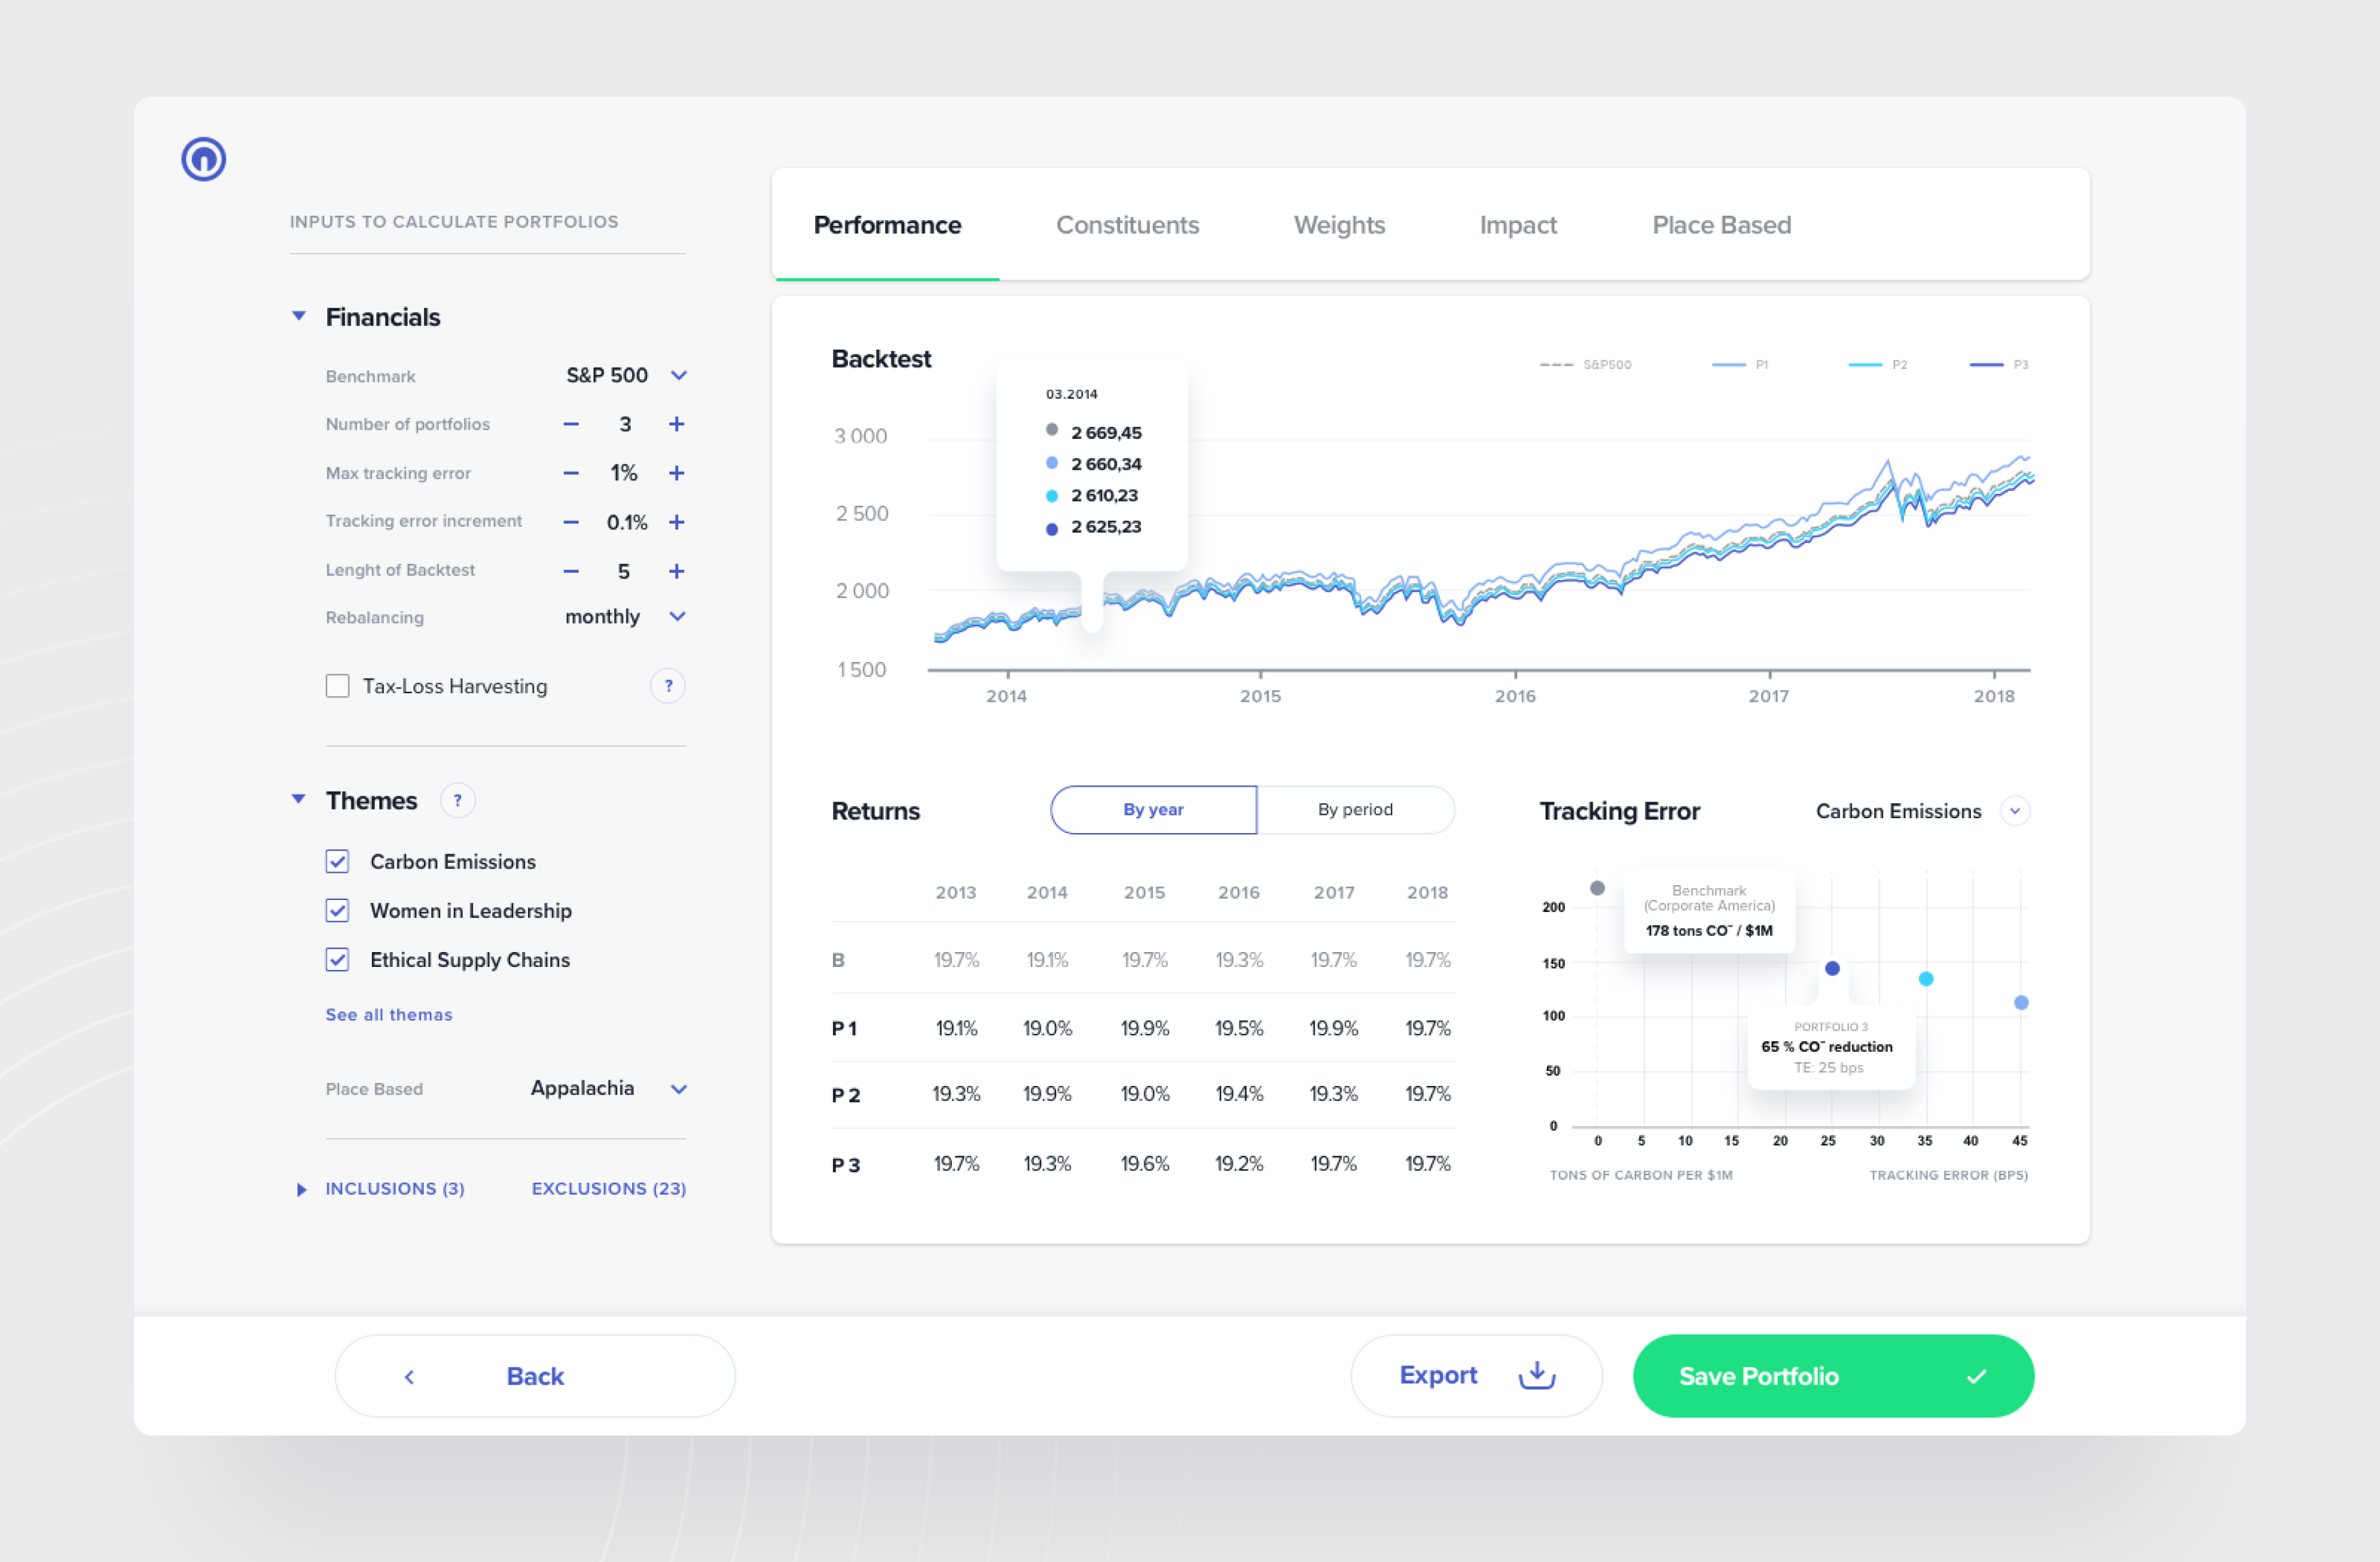 INPUTS TO CALCULATE PORTFOLIOS
Financials
Benchmark S&P 500
Number of portfolios − 3 +
Max tracking error − 1% +
Tracking error increment − 0.1% +
Lenght of Backtest − 5 +
Rebalancing monthly
Tax-Loss Harvesting ?
Themes ?
Carbon Emissions
Women in Leadership
Ethical Supply Chains
See all themas
Place Based Appalachia
INCLUSIONS (3) EXCLUSIONS (23)
Performance Constituents Weights Impact Place Based
Backtest
S&P500 P1 P2 P3
03.2014
2 669,45
2 660,34
2 610,23
2 625,23
3 000
2 500
2 000
1 500
2014 2015 2016 2017 2018
Returns By year By period
2013 2014 2015 2016 2017 2018
B 19.7% 19.1% 19.7% 19.3% 19.7% 19.7%
P 1 19.1% 19.0% 19.9% 19.5% 19.9% 19.7%
P 2 19.3% 19.9% 19.0% 19.4% 19.3% 19.7%
P 3 19.7% 19.3% 19.6% 19.2% 19.7% 19.7%
Tracking Error Carbon Emissions
Benchmark
(Corporate America)
178 tons CO⁻ / $1M
PORTFOLIO 3
65 % CO⁻ reduction
TE: 25 bps
200
150
100
50
0
0 5 10 15 20 25 30 35 40 45
TONS OF CARBON PER $1M TRACKING ERROR (BPS)
Back Export Save Portfolio